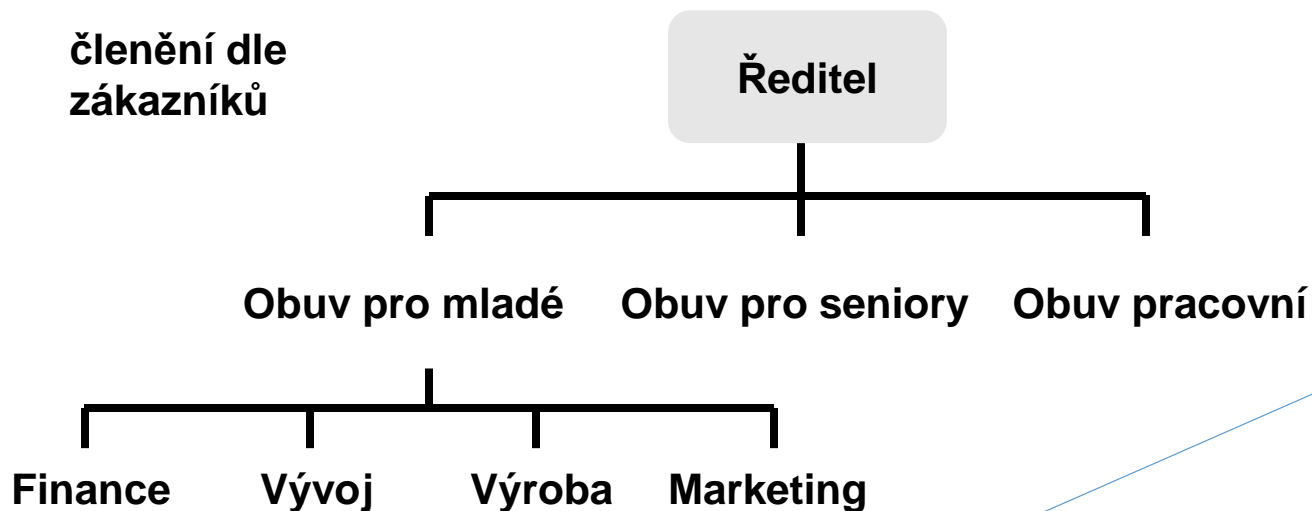 členění dle
zákazníků
Ředitel
Obuv pro mladé
Obuv pro seniory
Obuv pracovní
Finance
Vývoj
Výroba
Marketing